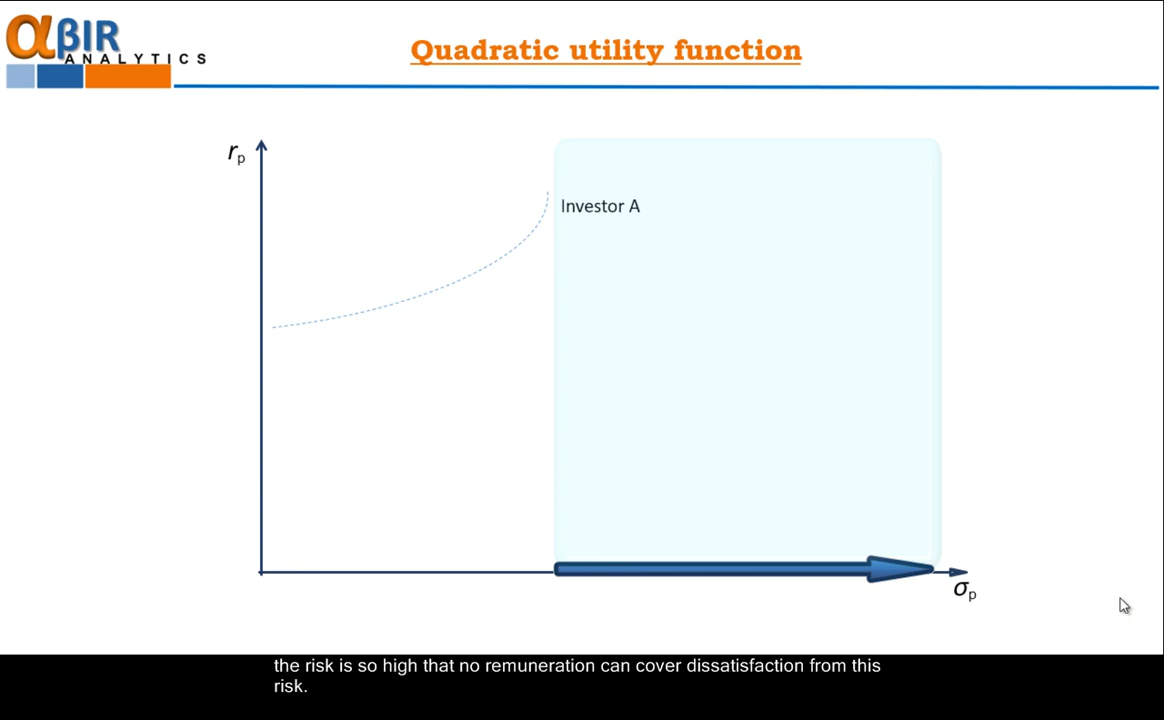 αβIR
ANALYTICS
Quadratic utility function
rp
Investor A
σp
the risk is so high that no remuneration can cover dissatisfaction from this
risk.